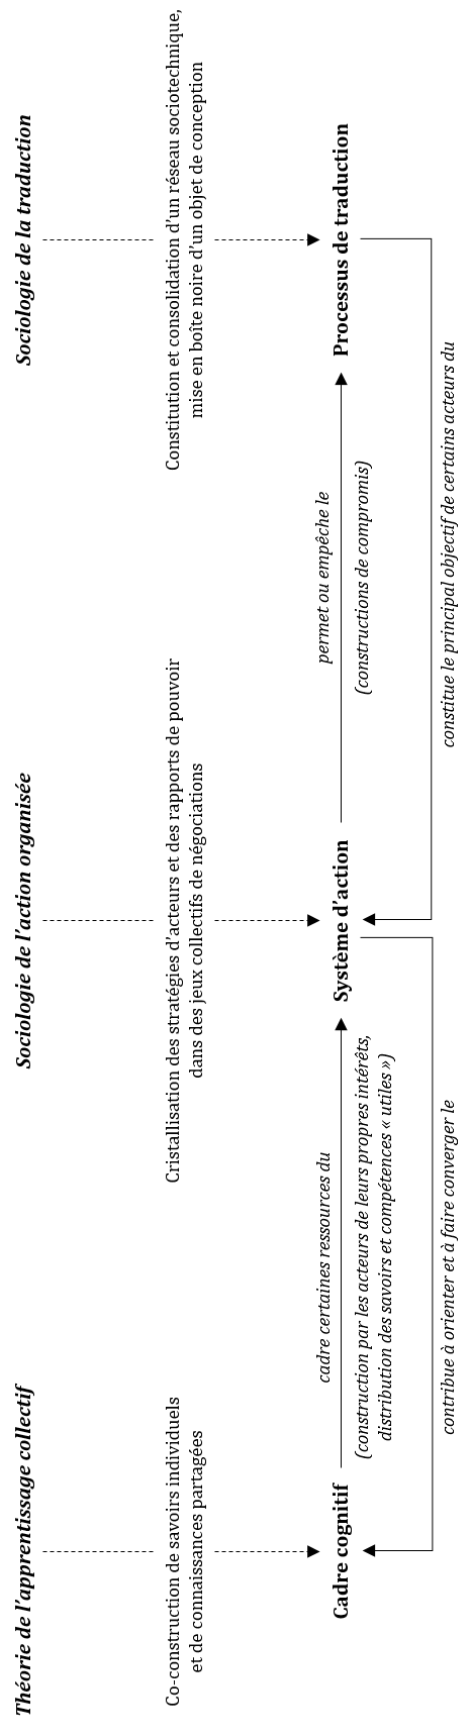 Théorie de l'apprentissage collectif
Sociologie de l'action organisée
Sociologie de la traduction
Co-construction de savoirs individuels
et de connaissances partagées
Cristallisation des stratégies d'acteurs et des rapports de pouvoir
dans des jeux collectifs de négociations
Constitution et consolidation d'un réseau sociotechnique,
mise en boîte noire d'un objet de conception
Cadre cognitif
cadre certaines ressources du
(construction par les acteurs de leurs propres intérêts,
distribution des savoirs et compétences « utiles »)
Système d'action
permet ou empêche le
(constructions de compromis)
Processus de traduction
contribue à orienter et à faire converger le
constitue le principal objectif de certains acteurs du